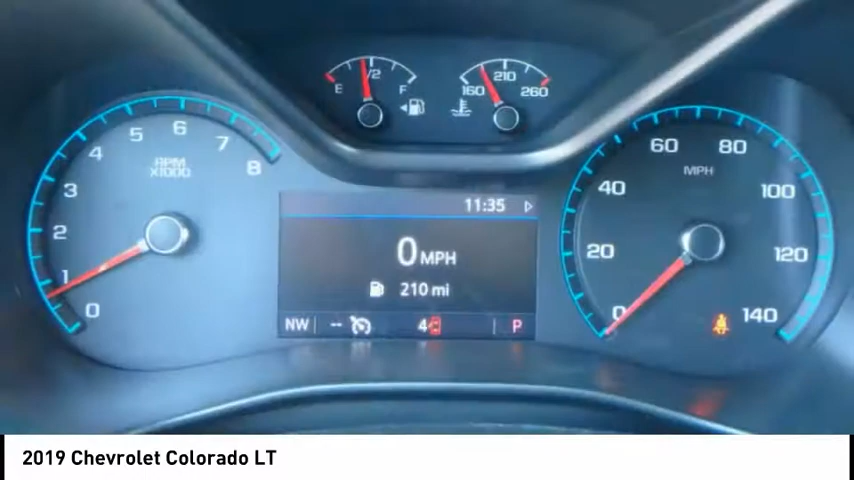 E 1/2 F
160 210 260
0 1 2 3 4 5 6 7 8
RPM
X1000
11:35
0 MPH
210 mi
NW -- 4 P
0 20 40 60 80 100 120 140
MPH
2019 Chevrolet Colorado LT